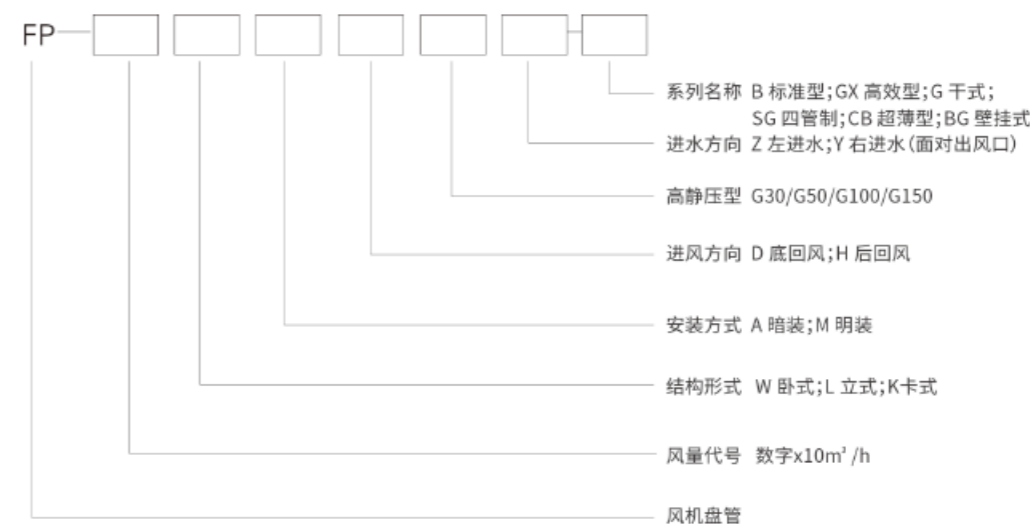 FP
系列名称 B 标准型;GX 高效型;G 干式;
SG 四管制;CB 超薄型;BG 壁挂式
进水方向 Z 左进水;Y 右进水(面对出风口)
高静压型 G30/G50/G100/G150
进风方向 D 底回风;H 后回风
安装方式 A 暗装;M 明装
结构形式 W 卧式;L 立式;K卡式
风量代号 数字x10m³/h
风机盘管